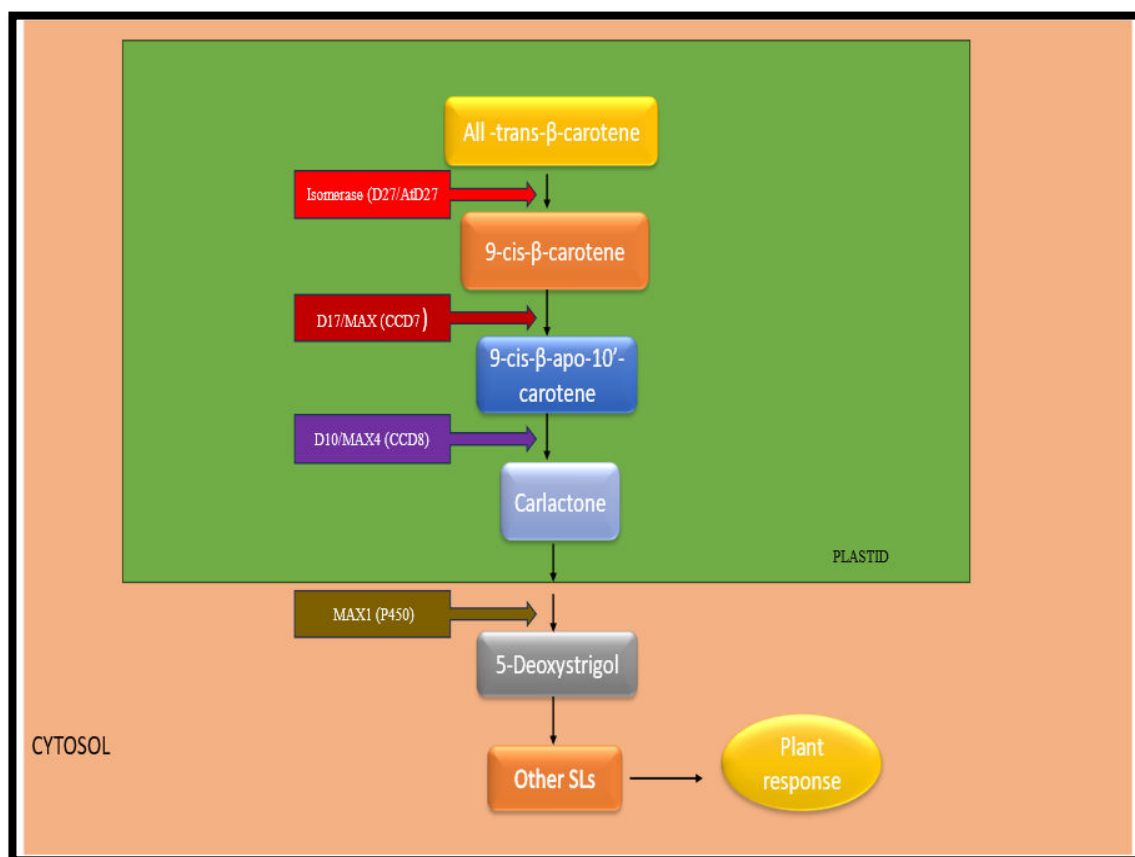 All -trans-β-carotene
Isomerase (D27/AtD27
9-cis-β-carotene
D17/MAX (CCD7)
9-cis-β-apo-10′-
carotene
D10/MAX4 (CCD8)
Carlactone
PLASTID
MAX1 (P450)
5-Deoxystrigol
CYTOSOL
Other SLs
Plant
response